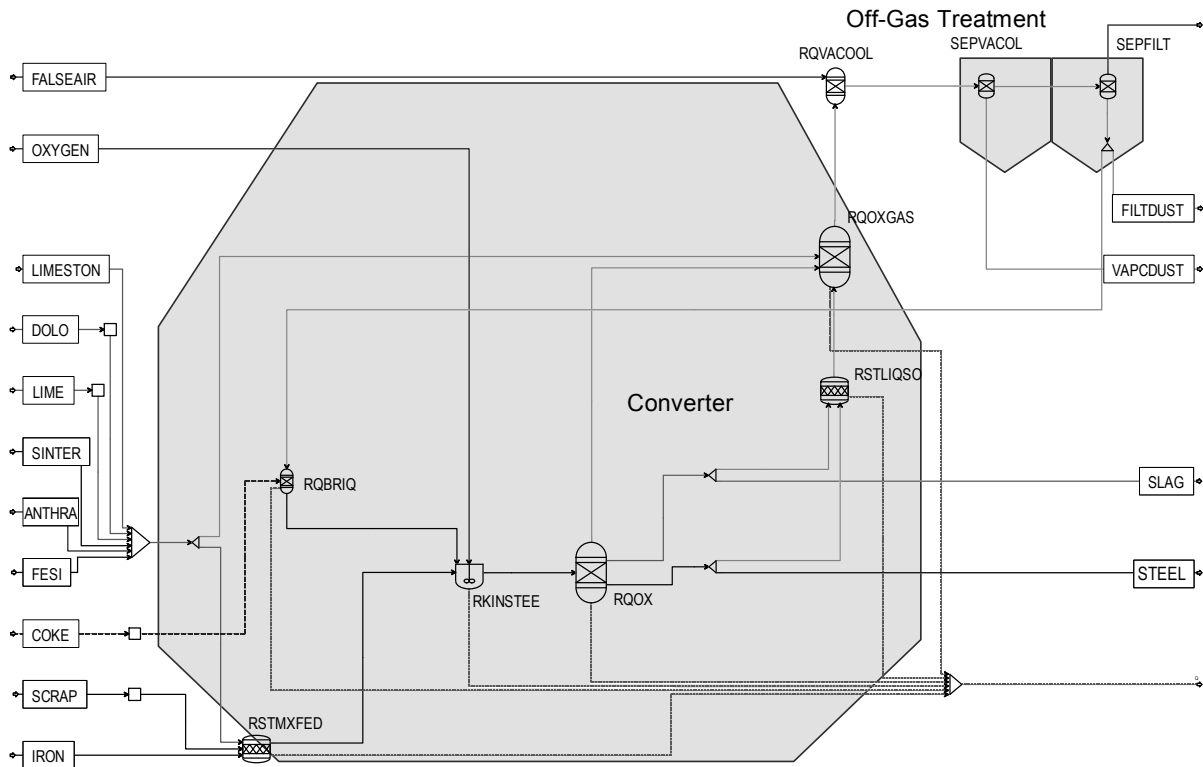 Off-Gas Treatment
SEPVACOL
SEPFILT
RQVACOOL
FALSEAIR
OXYGEN
FILTDUST
RQOXGAS
LIMESTON
VAPCDUST
DOLO
RSTLIQSO
LIME
Converter
SINTER
RQBRIQ
SLAG
ANTHRA
FESI
RKINSTEE
RQOX
STEEL
COKE
SCRAP
RSTMXFED
IRON